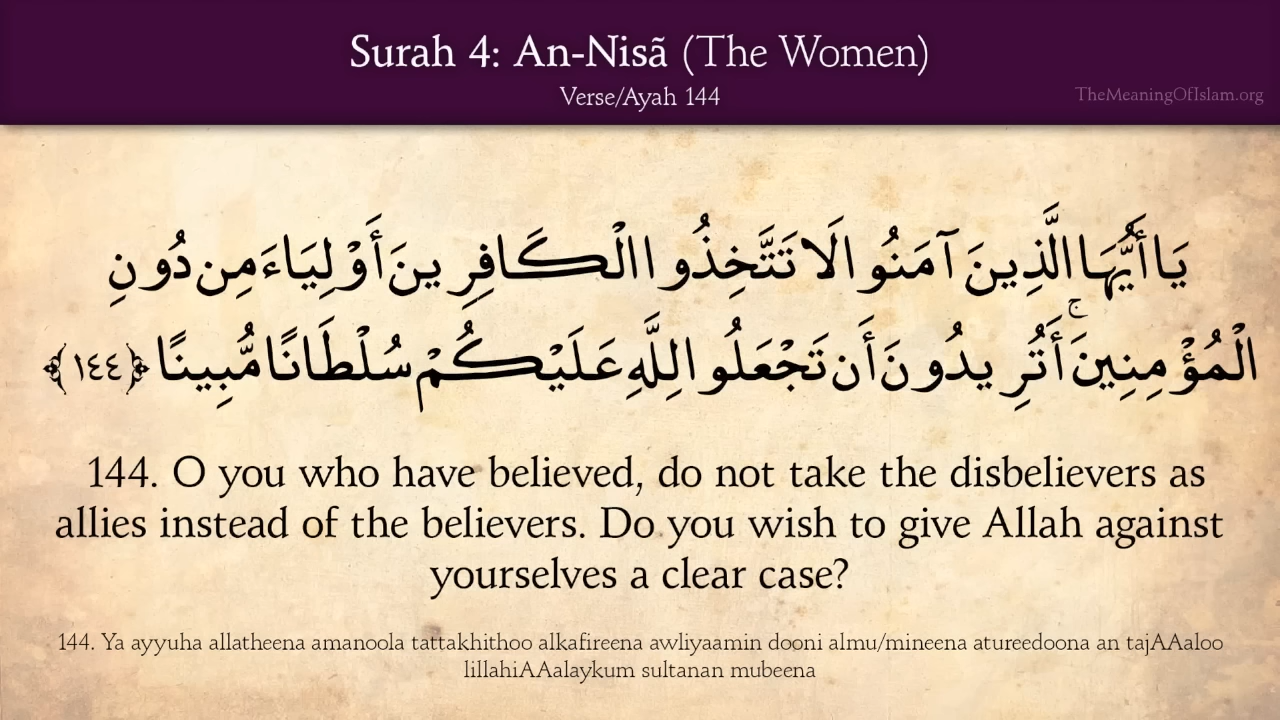 Surah 4: An-Nisã (The Women)
Verse/Ayah 144
TheMeaningOfIslam.org
يَا أَيُّهَا الَّذِينَ آمَنُوا لَا تَتَّخِذُوا الْكَافِرِينَ أَوْلِيَاءَ مِن دُونِ
الْمُؤْمِنِينَ ۚ أَتُرِيدُونَ أَن تَجْعَلُوا لِلَّهِ عَلَيْكُمْ سُلْطَانًا مُّبِينًا ﴿١٤٤﴾
144. O you who have believed, do not take the disbelievers as
allies instead of the believers. Do you wish to give Allah against
yourselves a clear case?
144. Ya ayyuha allatheena amanoola tattakhithoo alkafireena awliyaamin dooni almu/mineena atureedoona an tajAAaloo
lillahiAAalaykum sultanan mubeena